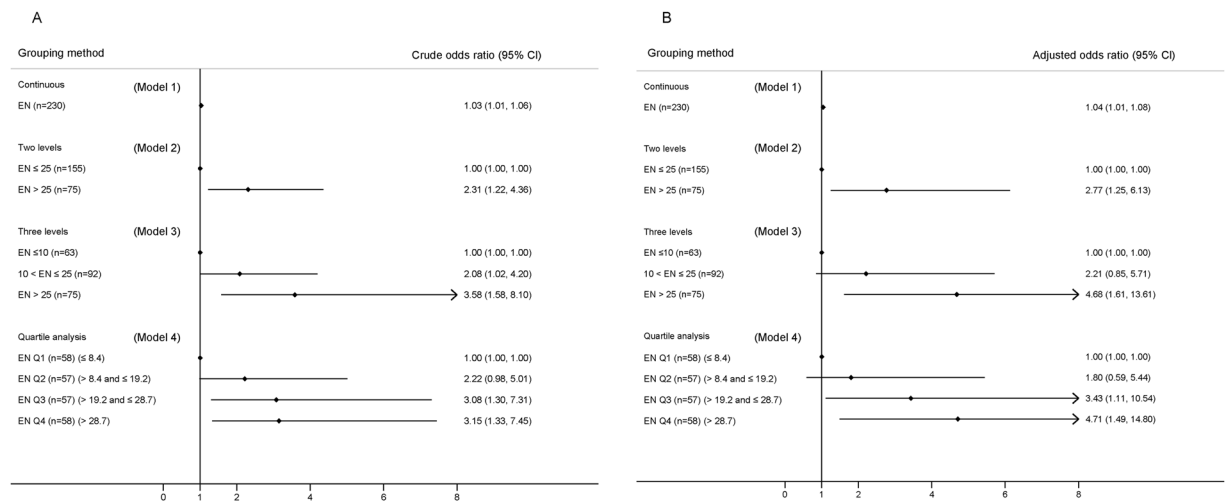 A
Grouping method Crude odds ratio (95% CI)
Continuous (Model 1)
EN (n=230) 1.03 (1.01, 1.06)
Two levels (Model 2)
EN ≤ 25 (n=155) 1.00 (1.00, 1.00)
EN > 25 (n=75) 2.31 (1.22, 4.36)
Three levels (Model 3)
EN ≤10 (n=63) 1.00 (1.00, 1.00)
10 < EN ≤ 25 (n=92) 2.08 (1.02, 4.20)
EN > 25 (n=75) 3.58 (1.58, 8.10)
Quartile analysis (Model 4)
EN Q1 (n=58) (≤ 8.4) 1.00 (1.00, 1.00)
EN Q2 (n=57) (> 8.4 and ≤ 19.2) 2.22 (0.98, 5.01)
EN Q3 (n=57) (> 19.2 and ≤ 28.7) 3.08 (1.30, 7.31)
EN Q4 (n=58) (> 28.7) 3.15 (1.33, 7.45)
0 1 2 4 6 8
B
Grouping method Adjusted odds ratio (95% CI)
Continuous (Model 1)
EN (n=230) 1.04 (1.01, 1.08)
Two levels (Model 2)
EN ≤ 25 (n=155) 1.00 (1.00, 1.00)
EN > 25 (n=75) 2.77 (1.25, 6.13)
Three levels (Model 3)
EN ≤10 (n=63) 1.00 (1.00, 1.00)
10 < EN ≤ 25 (n=92) 2.21 (0.85, 5.71)
EN > 25 (n=75) 4.68 (1.61, 13.61)
Quartile analysis (Model 4)
EN Q1 (n=58) (≤ 8.4) 1.00 (1.00, 1.00)
EN Q2 (n=57) (> 8.4 and ≤ 19.2) 1.80 (0.59, 5.44)
EN Q3 (n=57) (> 19.2 and ≤ 28.7) 3.43 (1.11, 10.54)
EN Q4 (n=58) (> 28.7) 4.71 (1.49, 14.80)
0 1 2 4 6 8